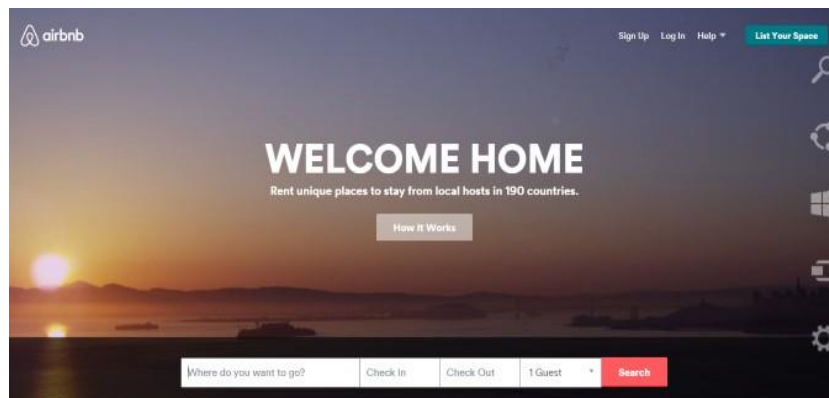 airbnb
Sign Up Log In Help List Your Space
WELCOME HOME
Rent unique places to stay from local hosts in 190 countries.
How It Works
Where do you want to go? Check In Check Out 1 Guest Search